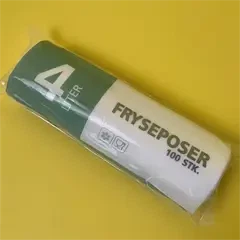 4
LITER
FRYSEPOSER
100 STK.